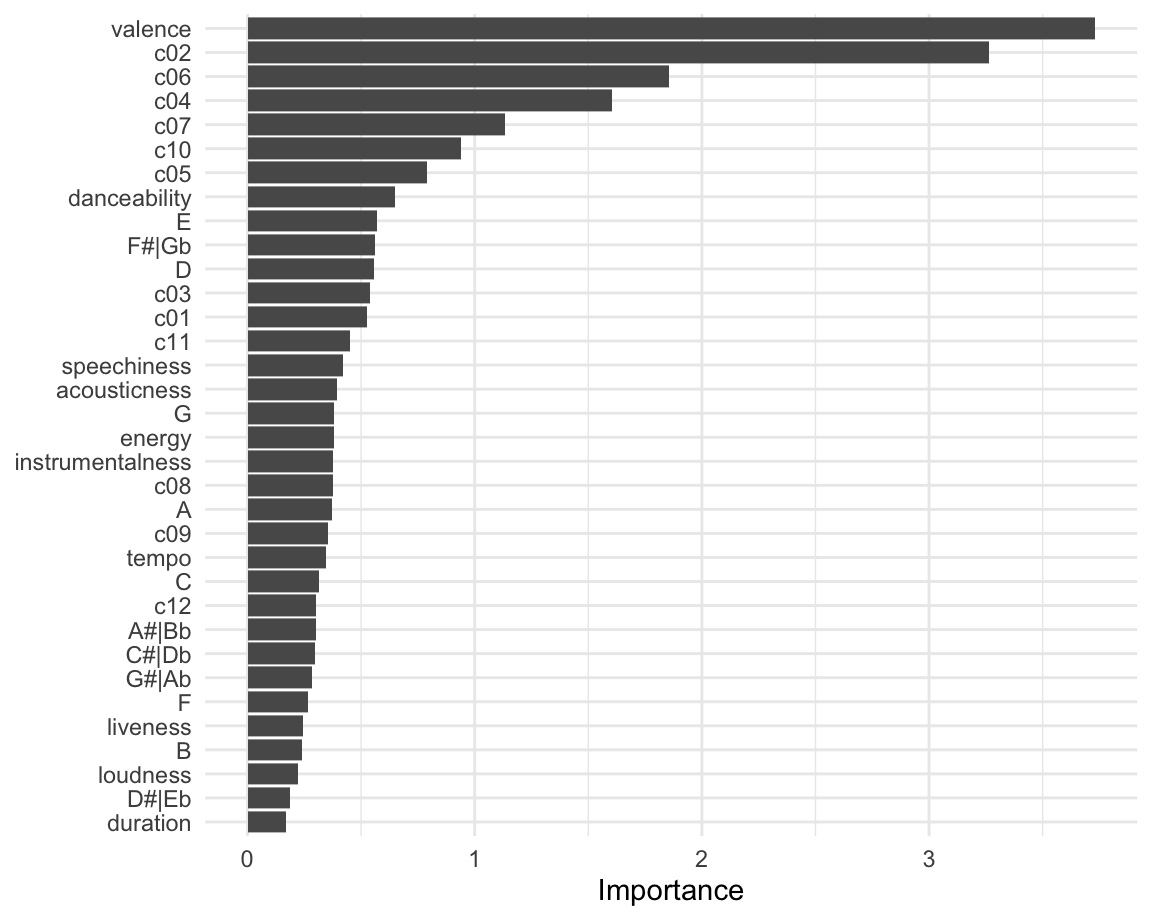 valence
c02
c06
c04
c07
c10
c05
danceability
E
F#|Gb
D
c03
c01
c11
speechiness
acousticness
G
energy
instrumentalness
c08
A
c09
tempo
C
c12
A#|Bb
C#|Db
G#|Ab
F
liveness
B
loudness
D#|Eb
duration
0 1 2 3
Importance